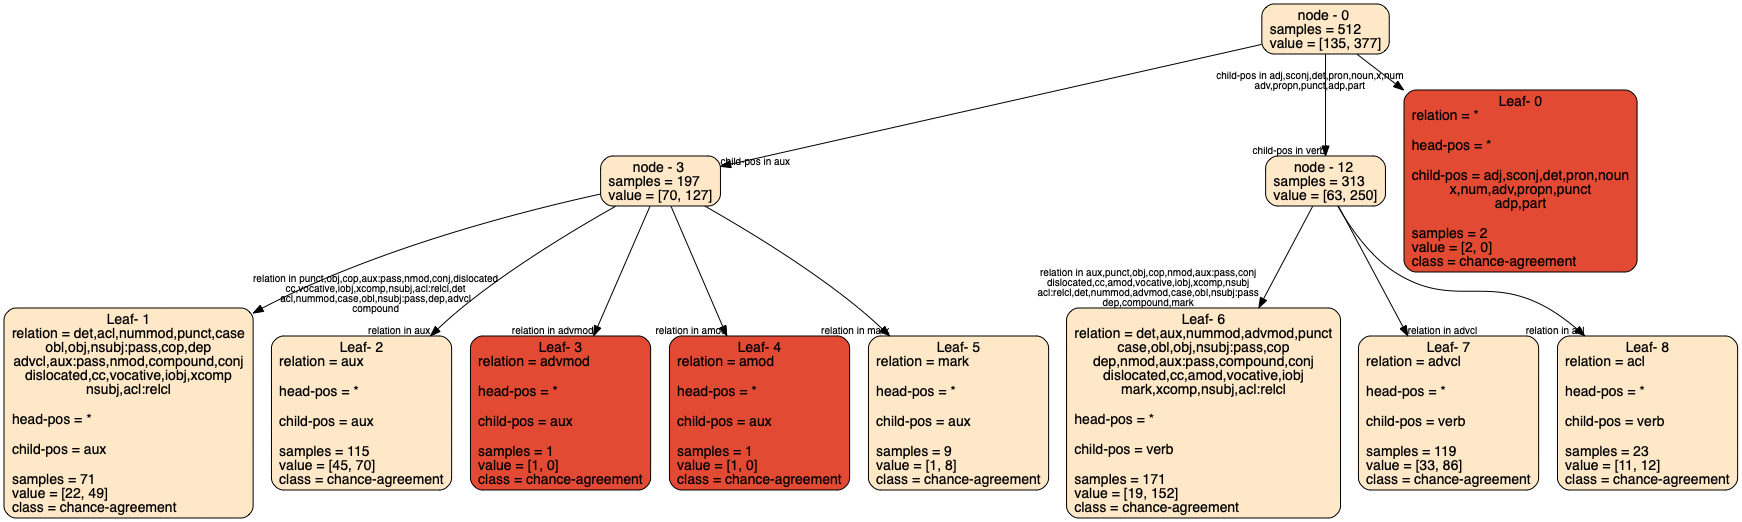 node - 0
samples = 512
value = [135, 377]
child-pos in adj,sconj,det,pron,noun,x,num
adv,propn,punct,adp,part
Leaf- 0
relation = *
head-pos = *
child-pos = adj,sconj,det,pron,noun
x,num,adv,propn,punct
adp,part
samples = 2
value = [2, 0]
class = chance-agreement
child-pos in aux
node - 3
samples = 197
value = [70, 127]
child-pos in verb
node - 12
samples = 313
value = [63, 250]
relation in punct,obj,cop,aux:pass,nmod,conj,dislocated
cc,vocative,iobj,xcomp,nsubj,acl:relcl,det
acl,nummod,case,obl,nsubj:pass,dep,advcl
compound
Leaf- 1
relation = det,acl,nummod,punct,case
obl,obj,nsubj:pass,cop,dep
advcl,aux:pass,nmod,compound,conj
dislocated,cc,vocative,iobj,xcomp
nsubj,acl:relcl
head-pos = *
child-pos = aux
samples = 71
value = [22, 49]
class = chance-agreement
relation in aux
Leaf- 2
relation = aux
head-pos = *
child-pos = aux
samples = 115
value = [45, 70]
class = chance-agreement
relation in advmod
Leaf- 3
relation = advmod
head-pos = *
child-pos = aux
samples = 1
value = [1, 0]
class = chance-agreement
relation in amod
Leaf- 4
relation = amod
head-pos = *
child-pos = aux
samples = 1
value = [1, 0]
class = chance-agreement
relation in mark
Leaf- 5
relation = mark
head-pos = *
child-pos = aux
samples = 9
value = [1, 8]
class = chance-agreement
relation in aux,punct,obj,cop,nmod,aux:pass,conj
dislocated,cc,amod,vocative,iobj,xcomp,nsubj
acl:relcl,det,nummod,advmod,case,obl,nsubj:pass
dep,compound,mark
Leaf- 6
relation = det,aux,nummod,advmod,punct
case,obl,obj,nsubj:pass,cop
dep,nmod,aux:pass,compound,conj
dislocated,cc,amod,vocative,iobj
mark,xcomp,nsubj,acl:relcl
head-pos = *
child-pos = verb
samples = 171
value = [19, 152]
class = chance-agreement
relation in advcl
Leaf- 7
relation = advcl
head-pos = *
child-pos = verb
samples = 119
value = [33, 86]
class = chance-agreement
relation in acl
Leaf- 8
relation = acl
head-pos = *
child-pos = verb
samples = 23
value = [11, 12]
class = chance-agreement